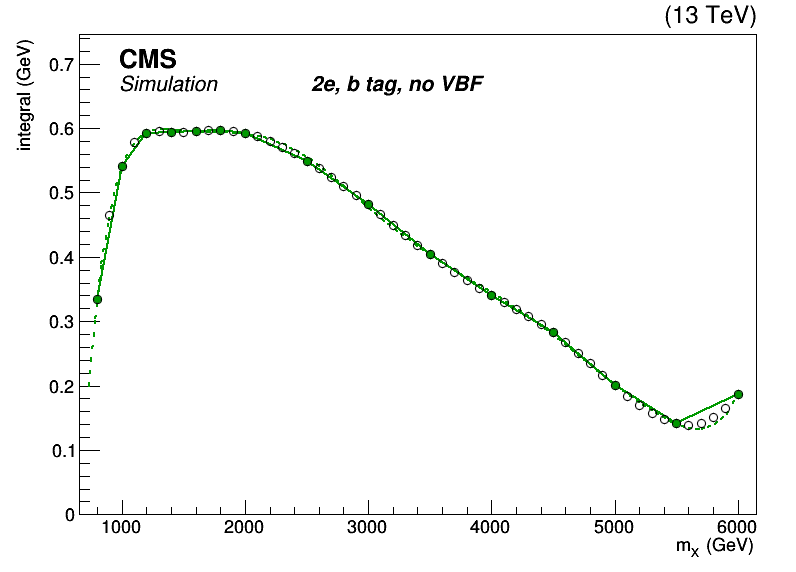 (13 TeV)
integral (GeV)
CMS
Simulation
2e, b tag, no VBF
0.7
0.6
0.5
0.4
0.3
0.2
0.1
0
1000 2000 3000 4000 5000 6000
mX (GeV)